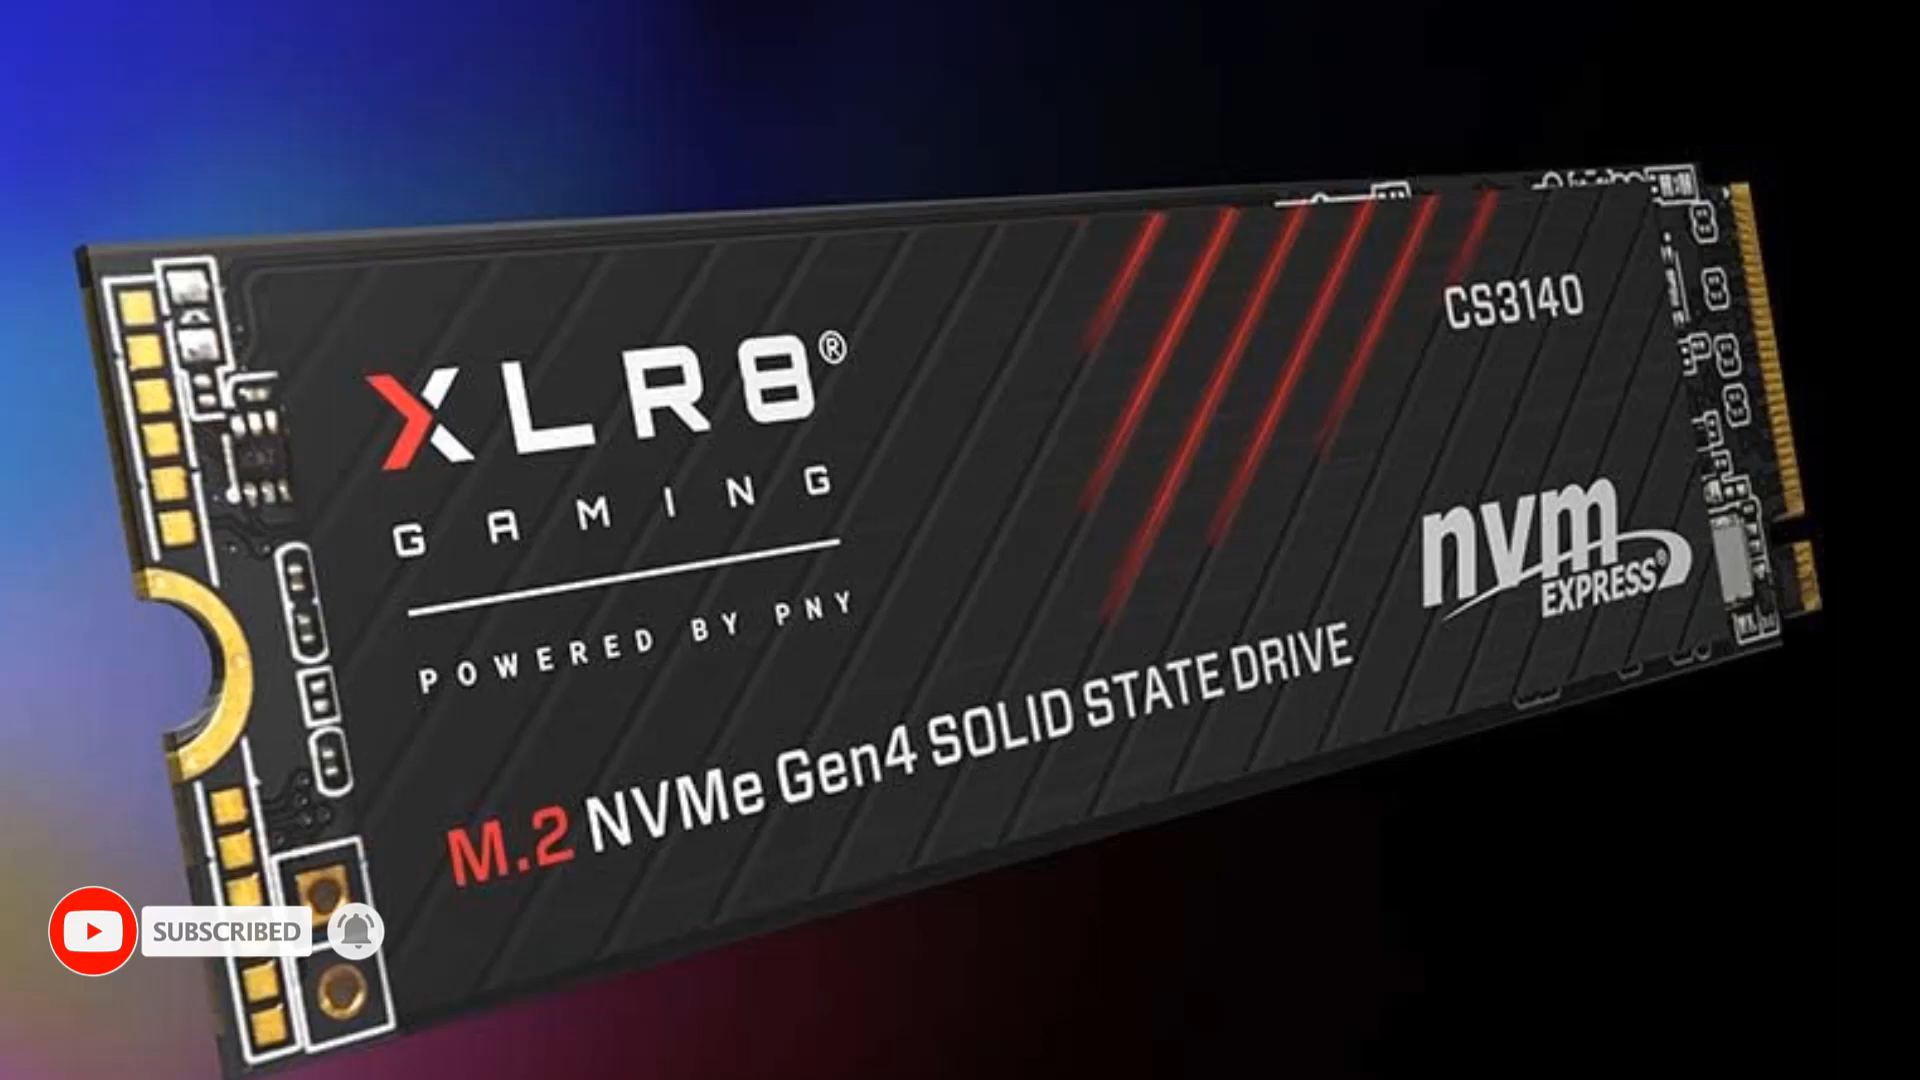 XLR8®
GAMING
POWERED BY PNY
CS3140
nvm
EXPRESS®
M.2 NVMe Gen4 SOLID STATE DRIVE
SUBSCRIBED